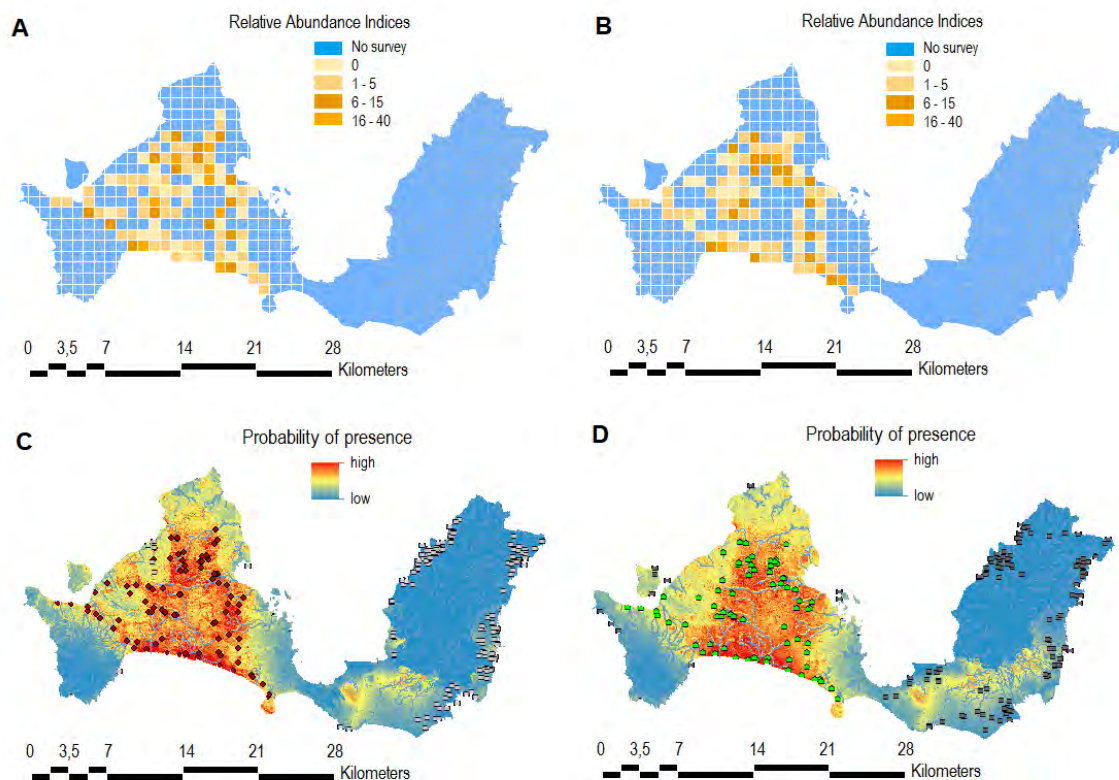 A
Relative Abundance Indices
No survey
0
1 - 5
6 - 15
16 - 40
0 3,5 7 14 21 28
Kilometers
B
Relative Abundance Indices
No survey
0
1 - 5
6 - 15
16 - 40
0 3,5 7 14 21 28
Kilometers
C
Probability of presence
high
low
0 3,5 7 14 21 28
Kilometers
D
Probability of presence
high
low
0 3,5 7 14 21 28
Kilometers